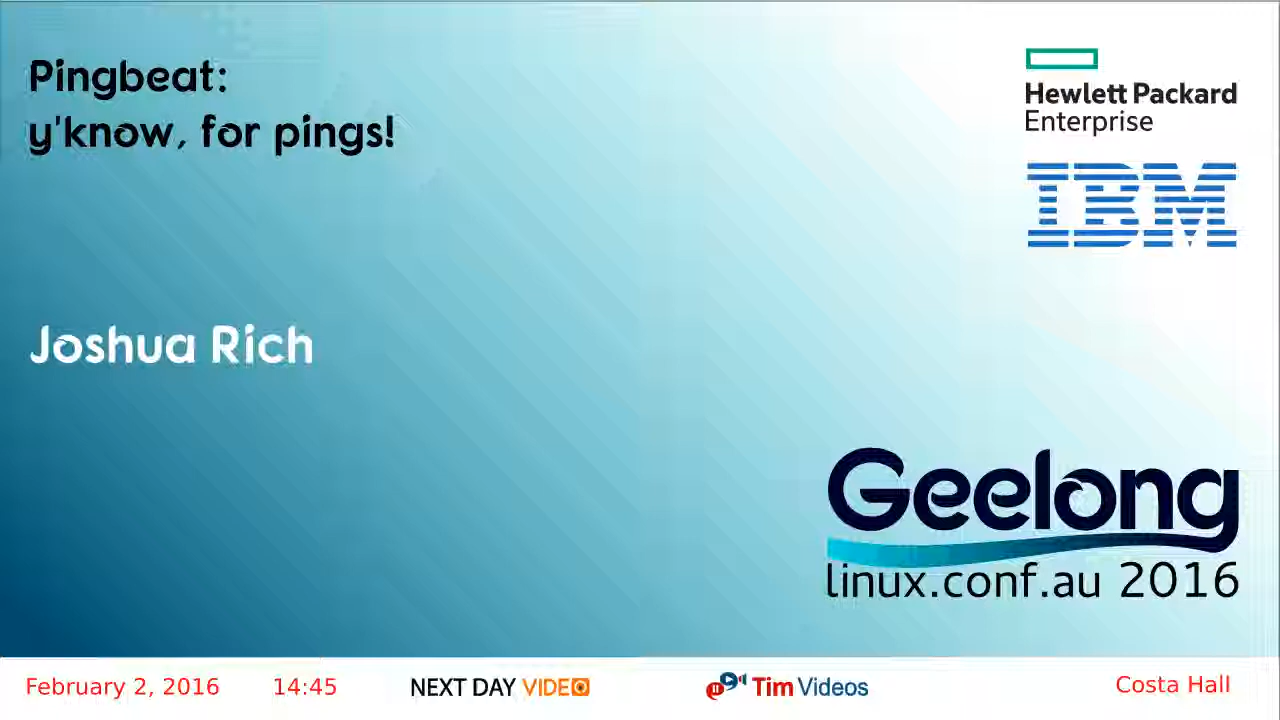 Pingbeat:
y'know, for pings!
Hewlett Packard
Enterprise
IBM
Joshua Rich
Geelong
linux.conf.au 2016
February 2, 2016 14:45 NEXT DAY VIDEO Tim Videos Costa Hall